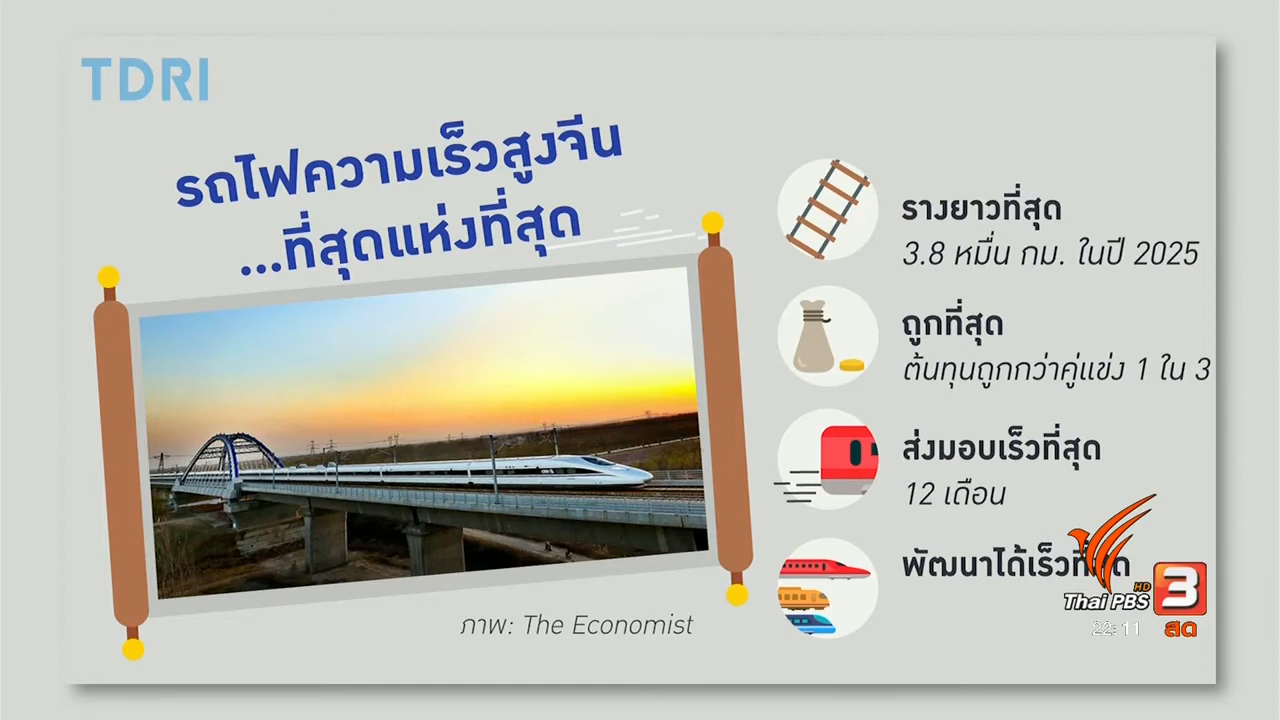 TDRI
รถไฟความเร็วสูงจีน
...ที่สุดแห่งที่สุด
รางยาวที่สุด
3.8 หมื่น กม. ในปี 2025
ถูกที่สุด
ต้นทุนถูกกว่าคู่แข่ง 1 ใน 3
ส่งมอบเร็วที่สุด
12 เดือน
พัฒนาได้เร็วที่สุด
ภาพ: The Economist
HD
Thai PBS 3
22:11 สด